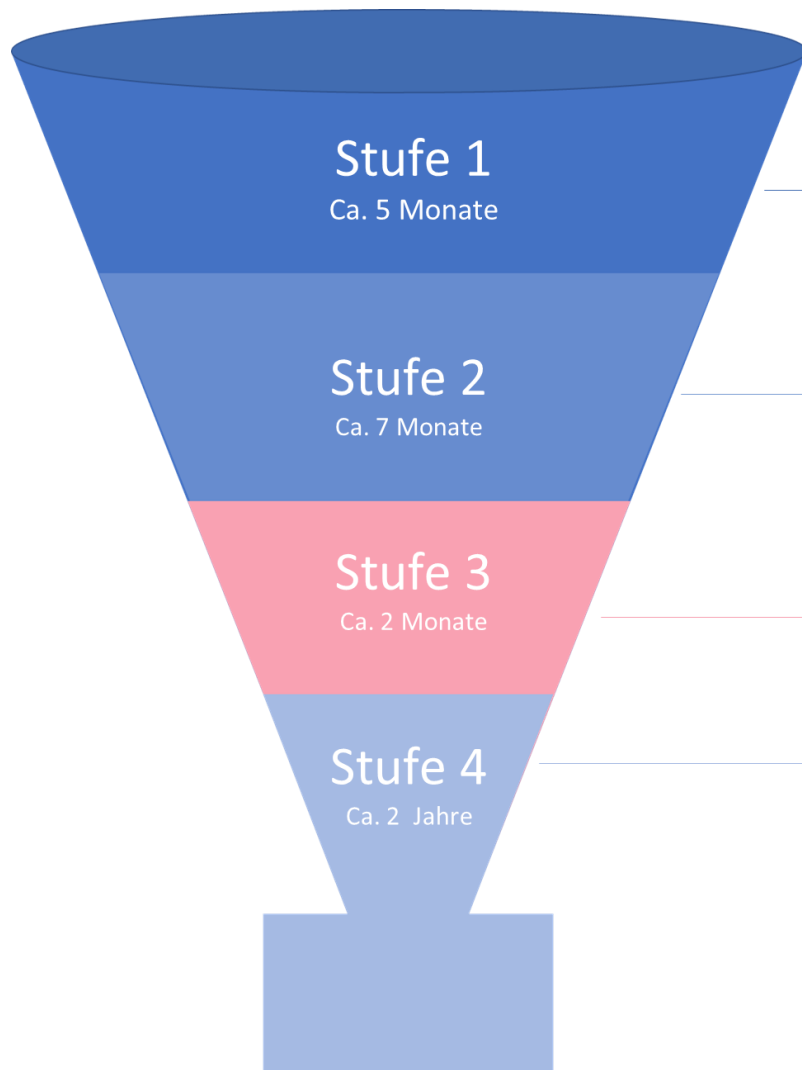 Stufe 1
Ca. 5 Monate
Stufe 2
Ca. 7 Monate
Stufe 3
Ca. 2 Monate
Stufe 4
Ca. 2  Jahre